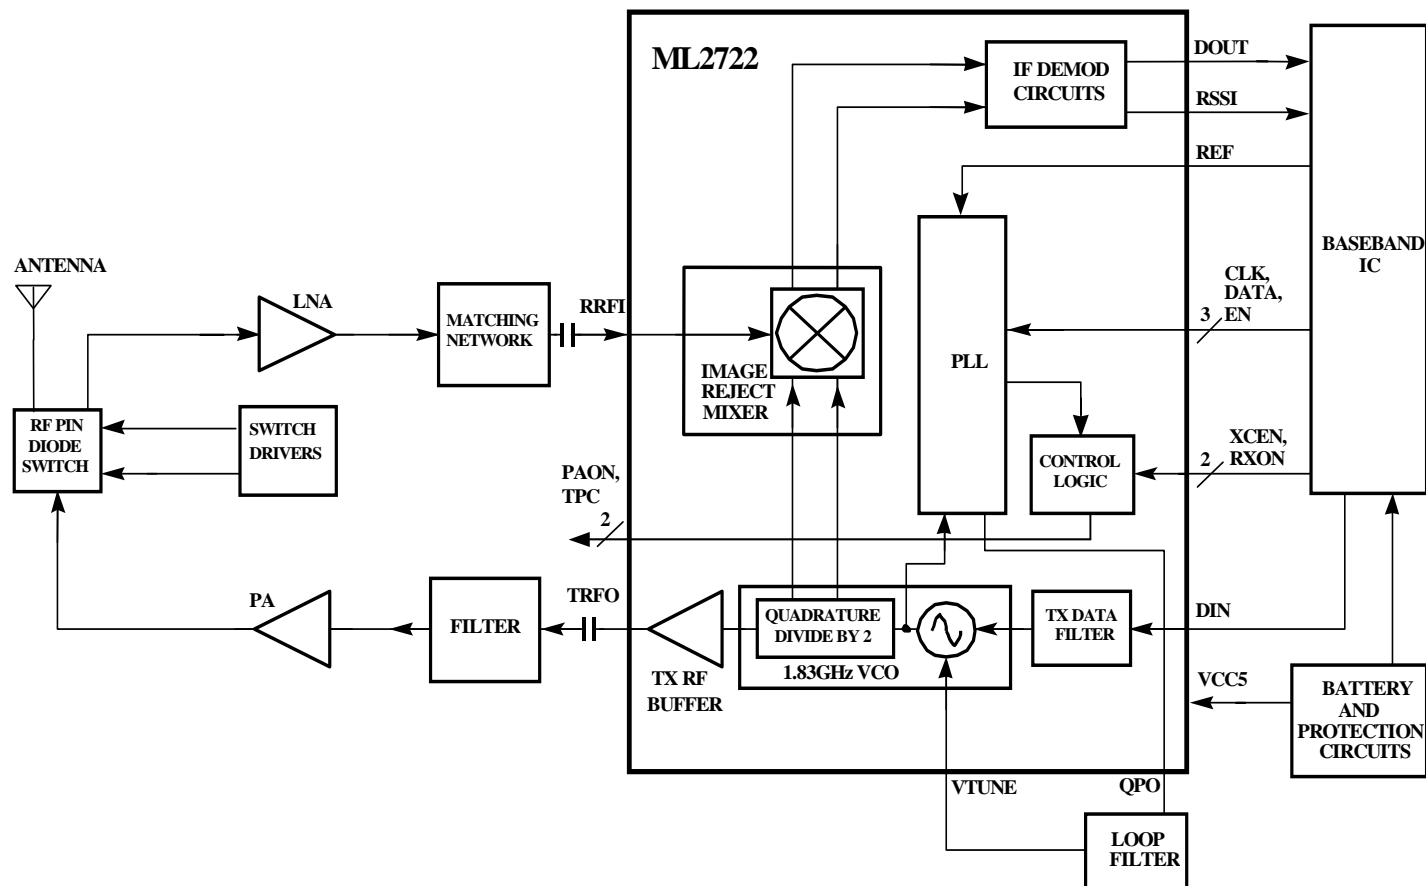 ML2722
IF DEMOD
CIRCUITS
DOUT
RSSI
REF
BASEBAND
IC
ANTENNA
LNA
MATCHING
NETWORK
RRFI
IMAGE
REJECT
MIXER
PLL
CLK,
DATA,
EN
3
RF PIN
DIODE
SWITCH
SWITCH
DRIVERS
PAON,
TPC
2
CONTROL
LOGIC
XCEN,
RXON
2
PA
FILTER
TRFO
TX RF
BUFFER
QUADRATURE
DIVIDE BY 2
1.83GHz VCO
TX DATA
FILTER
DIN
VCC5
BATTERY
AND
PROTECTION
CIRCUITS
VTUNE
QPO
LOOP
FILTER